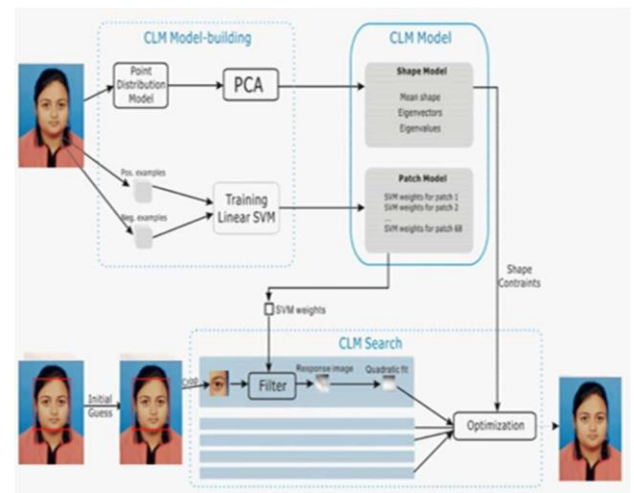 CLM Model-building
CLM Model
Point
Distribution
Model
PCA
Shape Model
Mean shape
Eigenvectors
Eigenvalues
Pos. examples
Neg. examples
Training
Linear SVM
Patch Model
SVM weights for patch 1
SVM weights for patch 2
....
SVM weights for patch 68
Shape
Contraints
SVM weights
CLM Search
Initial
Guess
Crop
Filter
Response image
Quadratic fit
Optimization